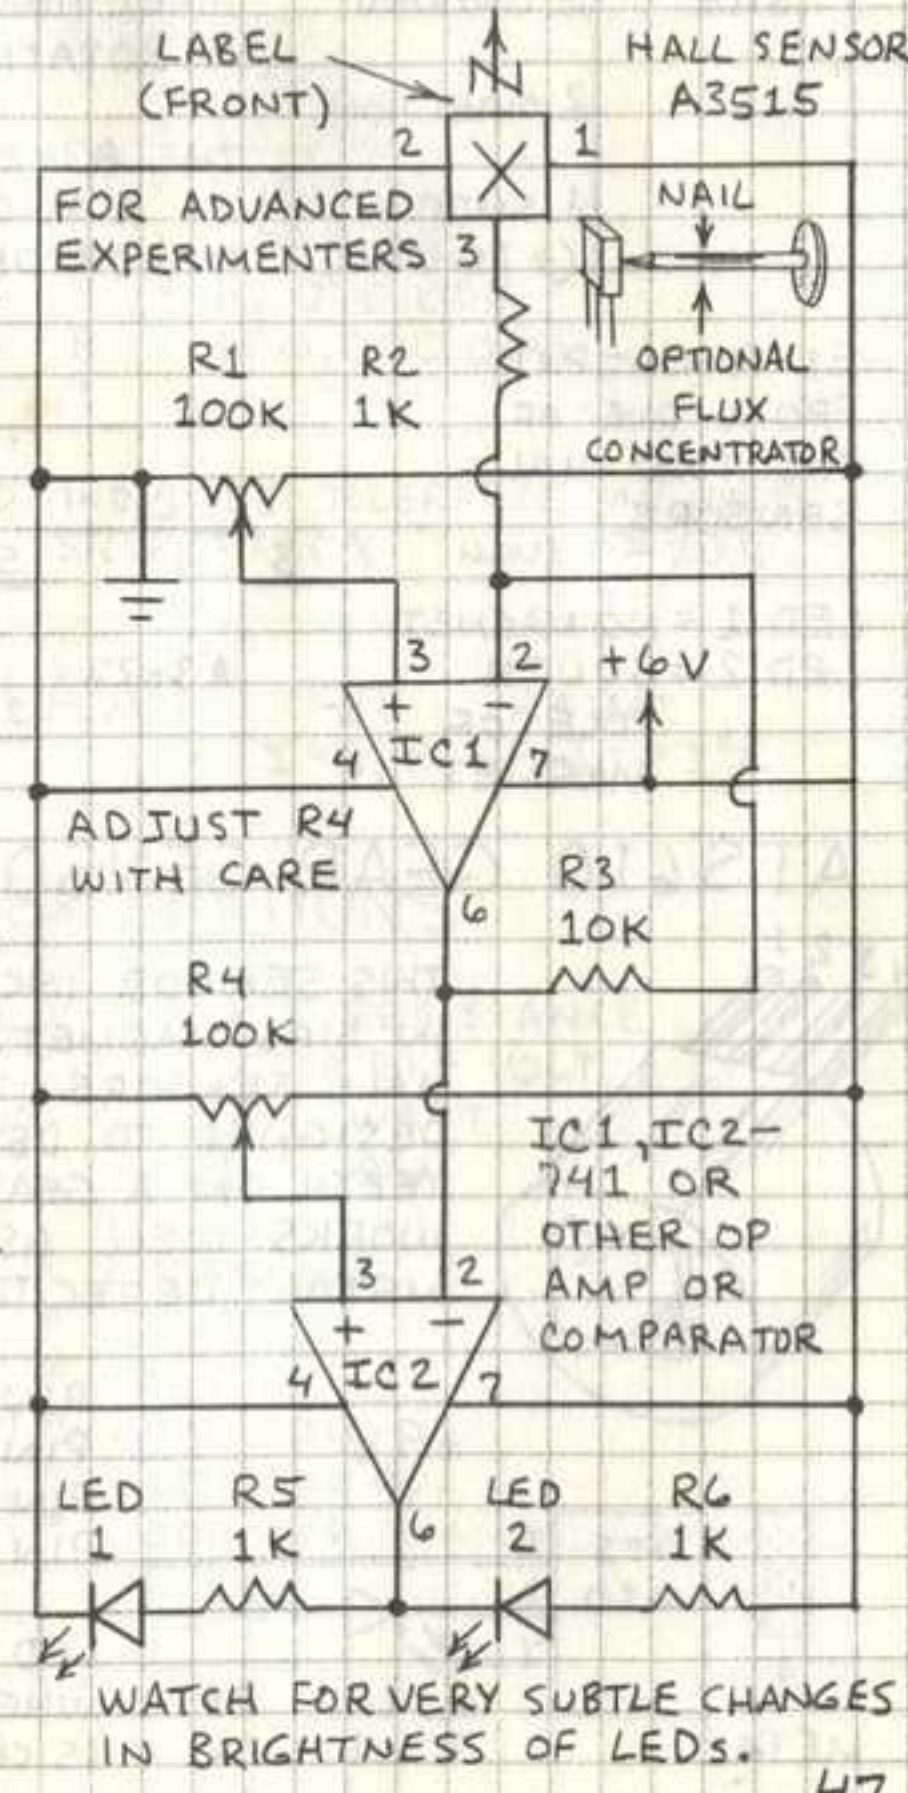 LABEL
(FRONT)
N
HALL SENSOR
A3515
2
X
1
FOR ADVANCED
EXPERIMENTERS
3
NAIL
OPTIONAL
FLUX
CONCENTRATOR
R1
100K
R2
1K
3
2
+6V
+
-
IC1
4
7
ADJUST R4
WITH CARE
6
R3
10K
R4
100K
IC1, IC2-
741 OR
OTHER OP
AMP OR
COMPARATOR
3
2
+
-
IC2
4
7
LED
1
R5
1K
6
LED
2
R6
1K
WATCH FOR VERY SUBTLE CHANGES
IN BRIGHTNESS OF LEDs.
47